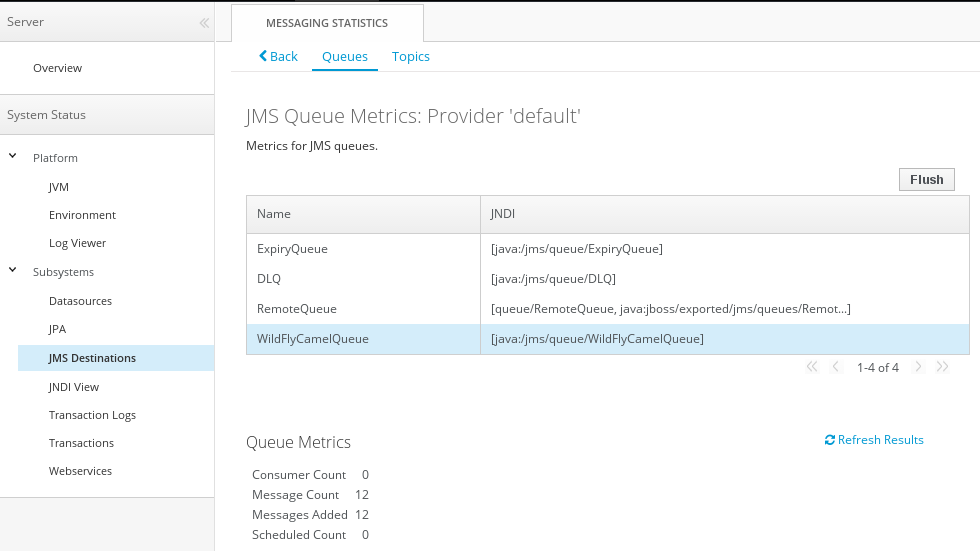 Server
Overview
System Status
Platform
JVM
Environment
Log Viewer
Subsystems
Datasources
JPA
JMS Destinations
JNDI View
Transaction Logs
Transactions
Webservices
MESSAGING STATISTICS
Back Queues Topics
JMS Queue Metrics: Provider 'default'
Metrics for JMS queues.
Flush
Name JNDI
ExpiryQueue [java:/jms/queue/ExpiryQueue]
DLQ [java:/jms/queue/DLQ]
RemoteQueue [queue/RemoteQueue, java:jboss/exported/jms/queues/Remot...]
WildFlyCamelQueue [java:/jms/queue/WildFlyCamelQueue]
1-4 of 4
Queue Metrics
Refresh Results
Consumer Count 0
Message Count 12
Messages Added 12
Scheduled Count 0